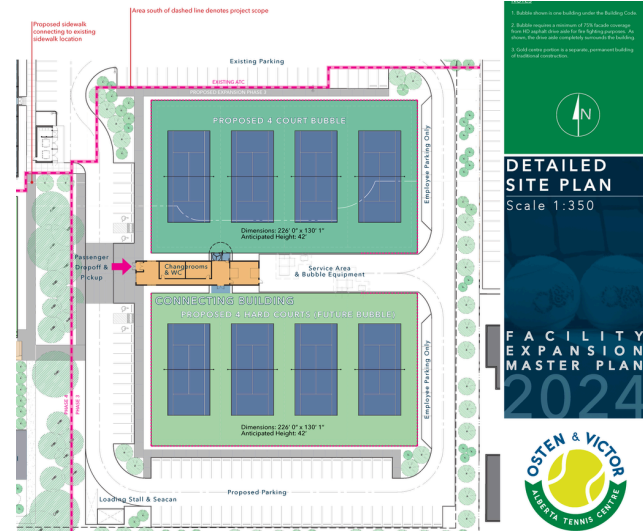 Proposed sidewalk
connecting to existing
sidewalk location
Area south of dashed line denotes project scope
Existing Parking
EXISTING ATC
PROPOSED EXPANSION PHASE 3
PROPOSED 4 COURT BUBBLE
Employee Parking Only
Dimensions: 226' 0" x 130' 1"
Anticipated Height: 42'
Passenger
Dropoff &
Pickup
Changerooms
& WC
Service Area
& Bubble Equipment
CONNECTING BUILDING
PROPOSED 4 HARD COURTS (FUTURE BUBBLE)
Employee Parking Only
Dimensions: 226' 0" x 130' 1"
Anticipated Height: 42'
PHASE 4
PHASE 3
Proposed Parking
Loading Stall & Seacan
1. Bubble shown is one building under the Building Code.
2. Bubble requires a minimum of 75% facade coverage
from HD asphalt drive aisle for fire fighting purposes. As
shown, the drive aisle completely surrounds the building.
3. Gold centre portion is a separate, permanent building
of traditional construction.
N
DETAILED
SITE PLAN
Scale 1:350
FACILITY
EXPANSION
MASTER PLAN
2024
OSTEN & VICTOR
ALBERTA TENNIS CENTRE